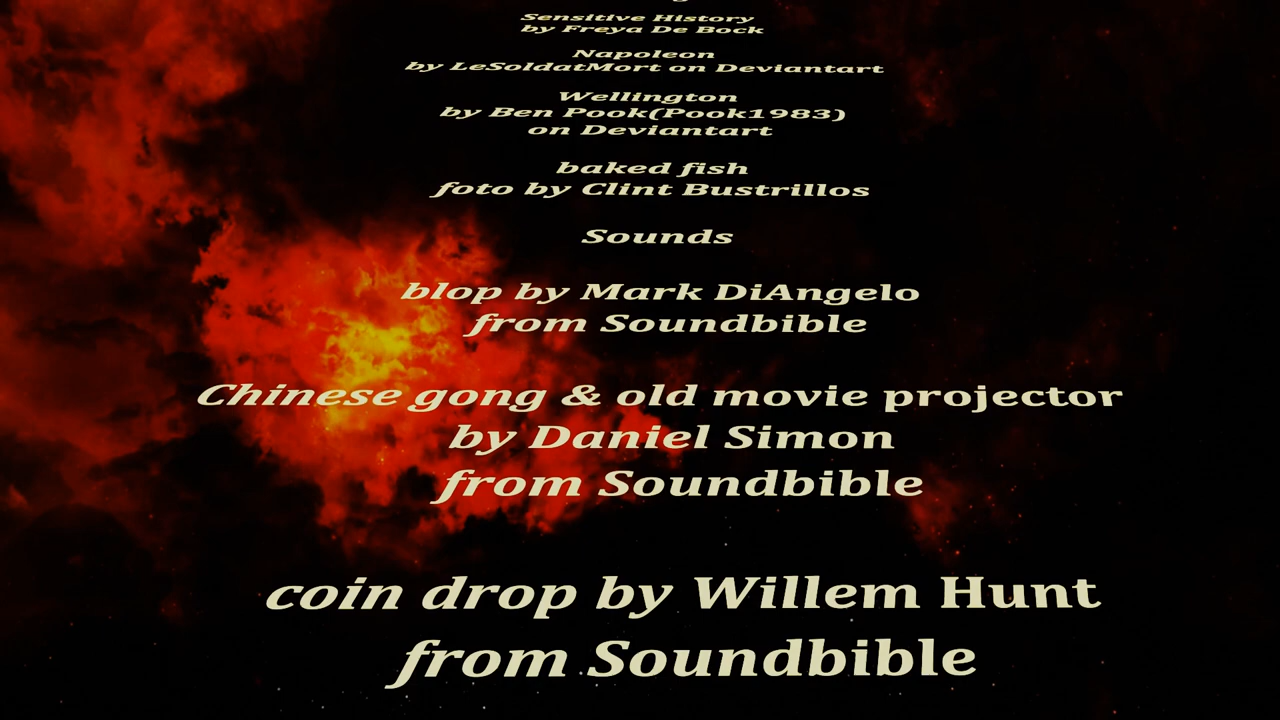 Sensitive History
by Freya De Bock
Napoleon
by LeSoldatMort on Deviantart
Wellington
by Ben Pook(Pook1983)
on Deviantart
baked fish
foto by Clint Bustrillos
Sounds
blop by Mark DiAngelo
from Soundbible
Chinese gong & old movie projector
by Daniel Simon
from Soundbible
coin drop by Willem Hunt
from Soundbible